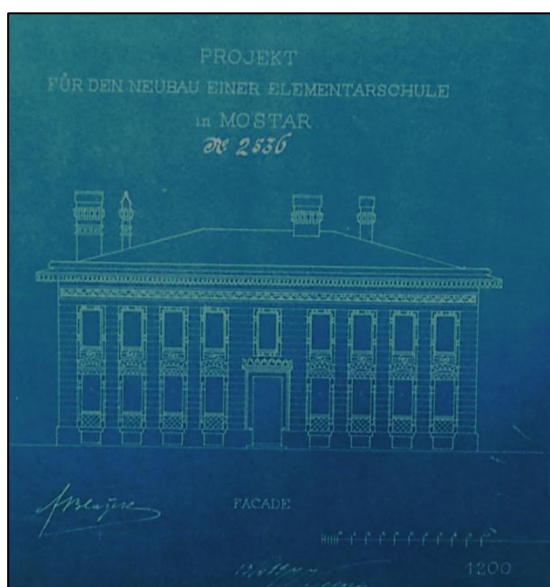 PROJEKT
FÜR DEN NEUBAU EINER ELEMENTARSCHULE
in MOSTAR
№ 2536
FACADE
1200